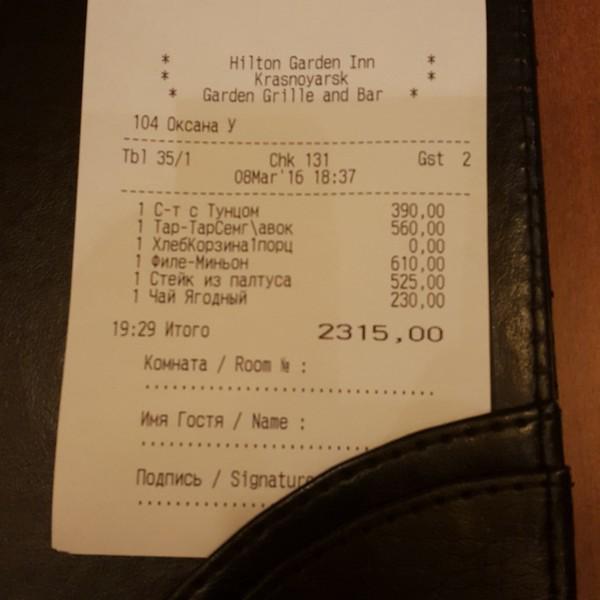 * Hilton Garden Inn *
* Krasnoyarsk *
* Garden Grille and Bar *
104 Оксана У
Tbl 35/1 Chk 131 Gst 2
08Mar'16 18:37
1 С-т с Тунцом 390,00
1 Тар-ТарСемг\авок 560,00
1 ХлебКорзина1порц 0,00
1 Филе-Миньон 610,00
1 Стейк из палтуса 525,00
1 Чай Ягодный 230,00
19:29 Итого 2315,00
Комната / Room № :
Имя Гостя / Name :
Подпись / Signature